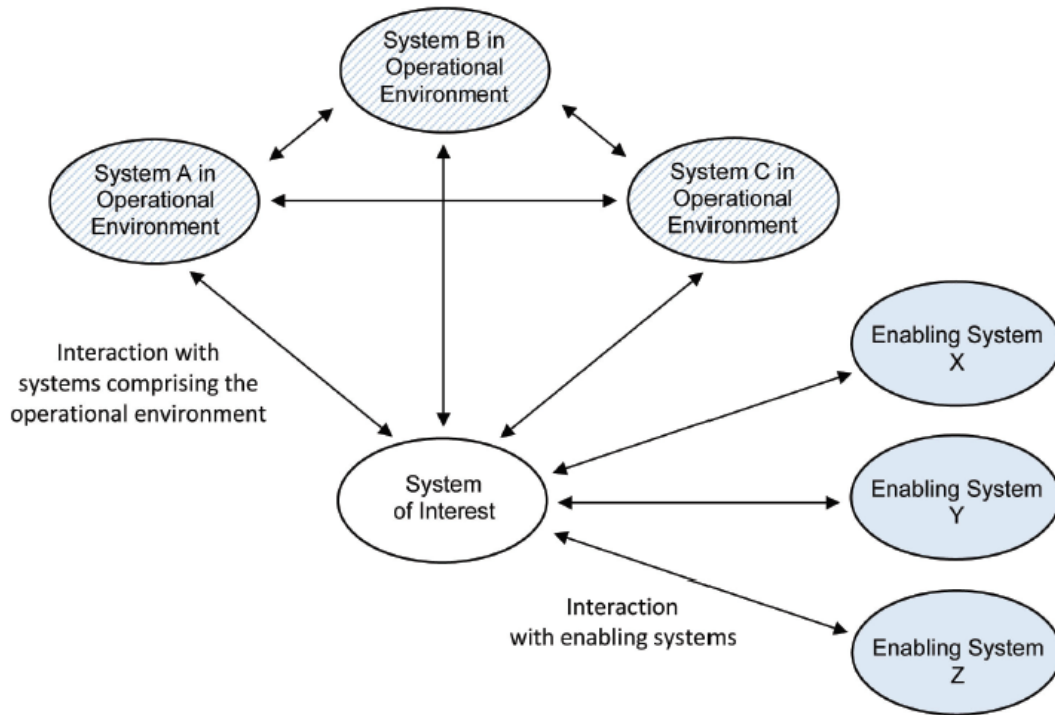 System B in
Operational
Environment
System A in
Operational
Environment
System C in
Operational
Environment
Interaction with
systems comprising the
operational environment
Enabling System
X
System
of Interest
Enabling System
Y
Interaction
with enabling systems
Enabling System
Z